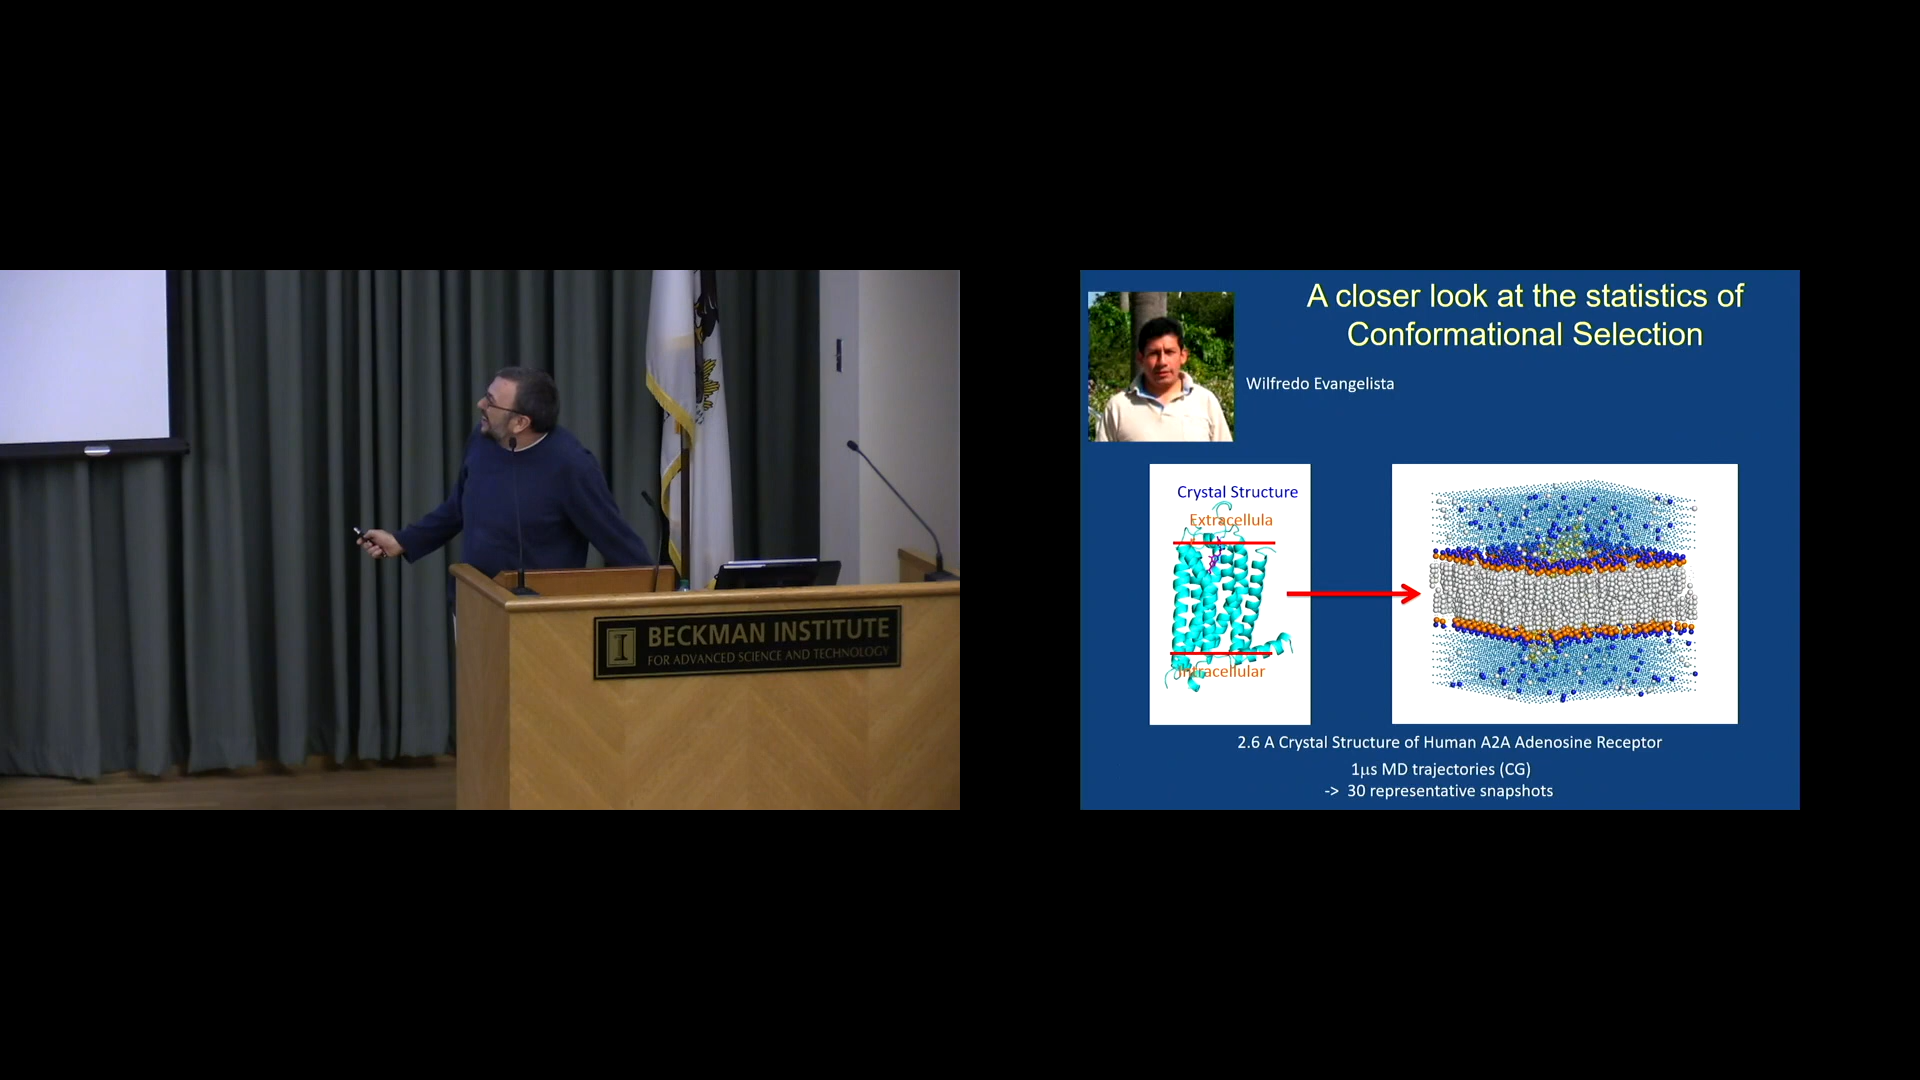 BECKMAN INSTITUTE
FOR ADVANCED SCIENCE AND TECHNOLOGY
A closer look at the statistics of
Conformational Selection
Wilfredo Evangelista
Crystal Structure
Extracellula
Intracellular
2.6 A Crystal Structure of Human A2A Adenosine Receptor
1μs MD trajectories (CG)
-> 30 representative snapshots